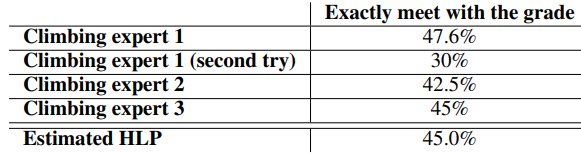 Exactly meet with the grade
Climbing expert 1 47.6%
Climbing expert 1 (second try) 30%
Climbing expert 2 42.5%
Climbing expert 3 45%
Estimated HLP 45.0%